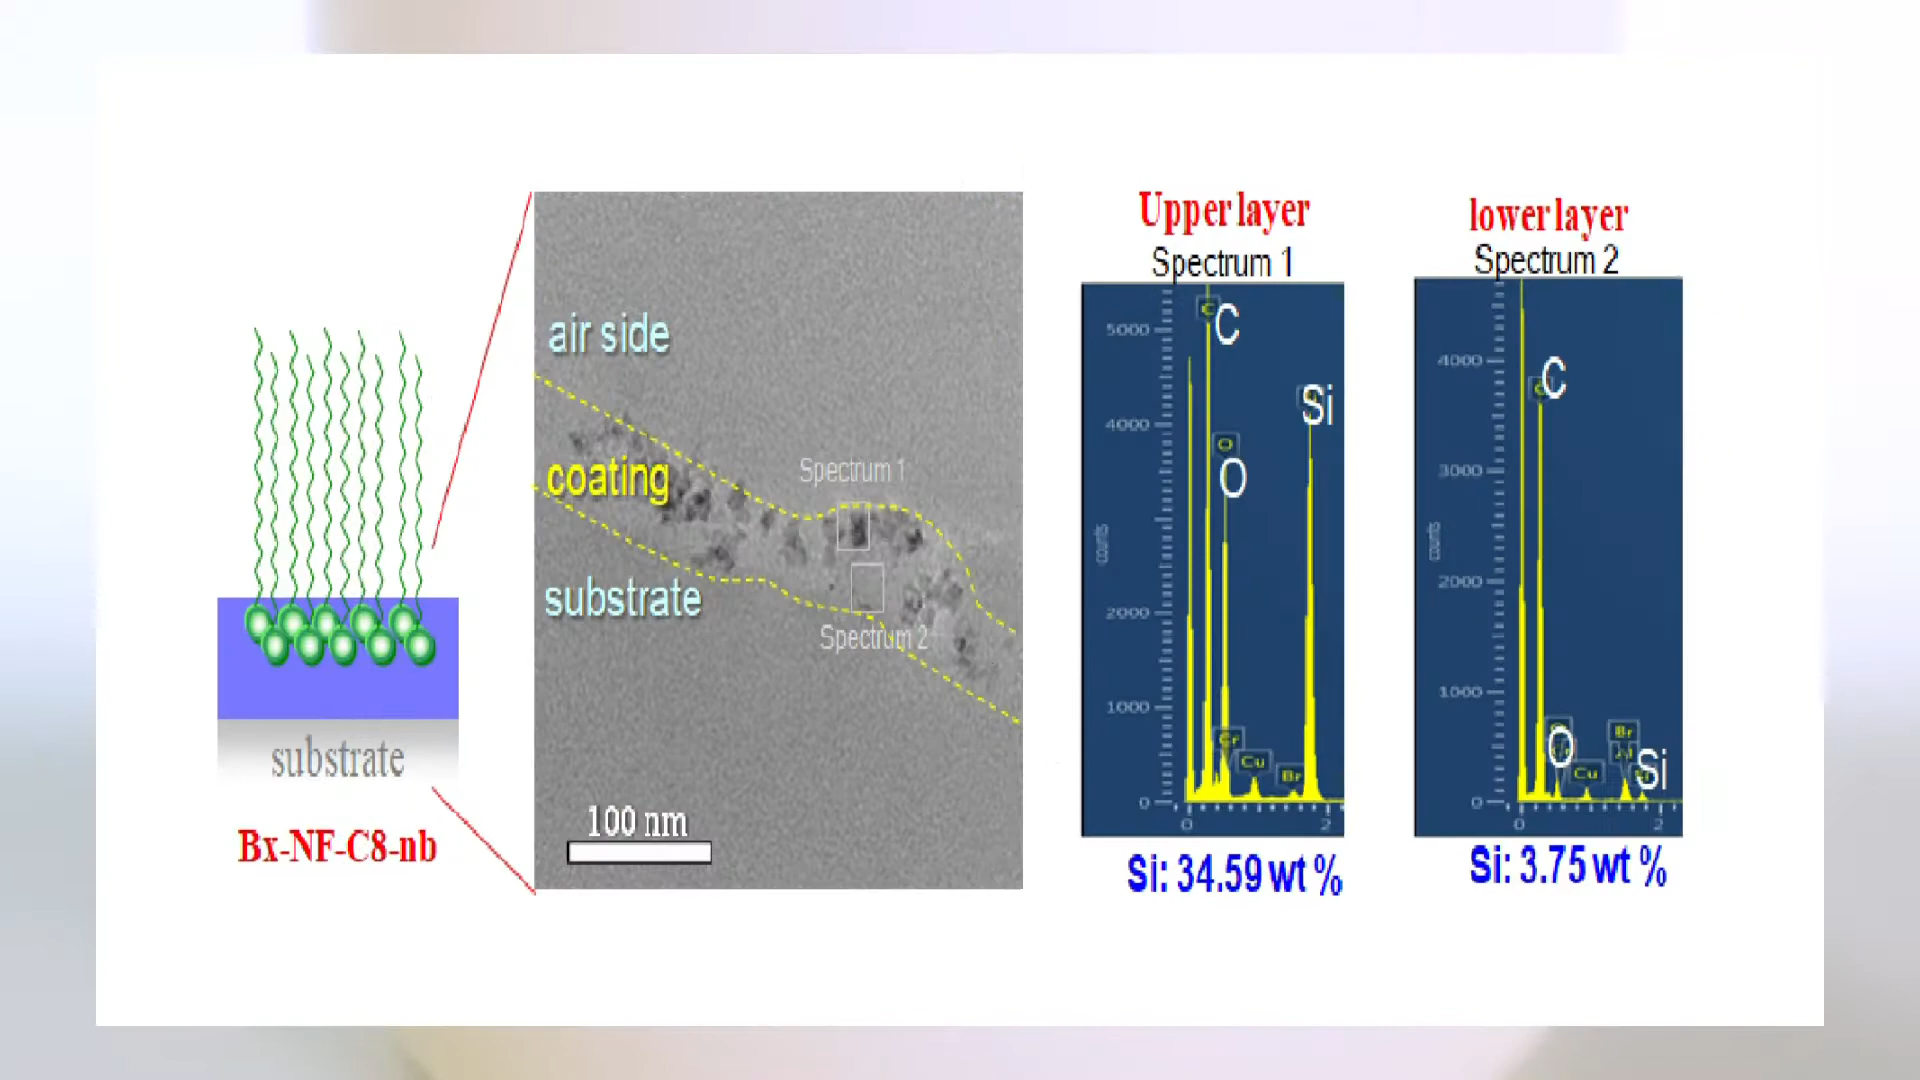 substrate
Bx-NF-C8-nb
air side
coating
substrate
Spectrum 1
Spectrum 2
100 nm
Upper layer
Spectrum 1
5000
4000
2000
1000
0
counts
C
C
O
O
Si
Cr
Cu
Br
0
2
Si: 34.59 wt %
lower layer
Spectrum 2
4000
3000
2000
1000
0
counts
C
C
O
Cu
Br
Si
0
2
Si: 3.75 wt %